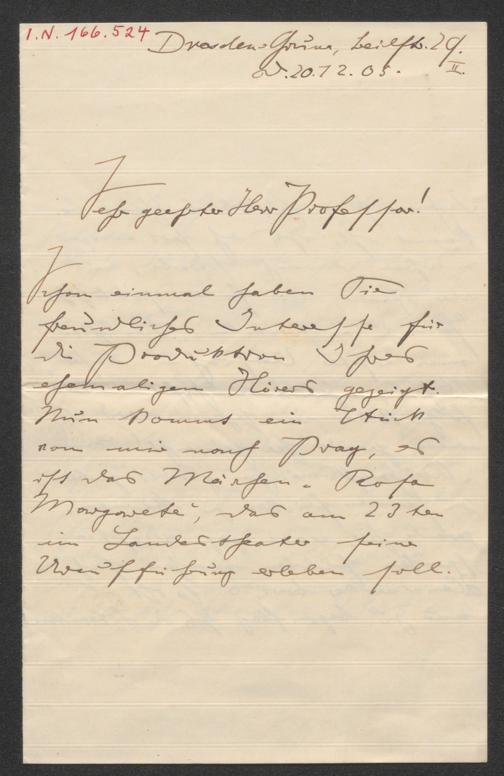 I.N. 166.524
Dresden-Gruna, 29.
d. 20.12.05. II.
Sehr geehrter Herr Professor!
Schon einmal haben Sie
freundliches Interesse für
die Produktion Ihres
ehemaligen Hörers gezeigt.
Nun kommt ein Stück
von mir nach Prag, es
ist das Märchen „Rosa
Margarete“, das am 23ten
im Landestheater seine
Uraufführung erleben soll.